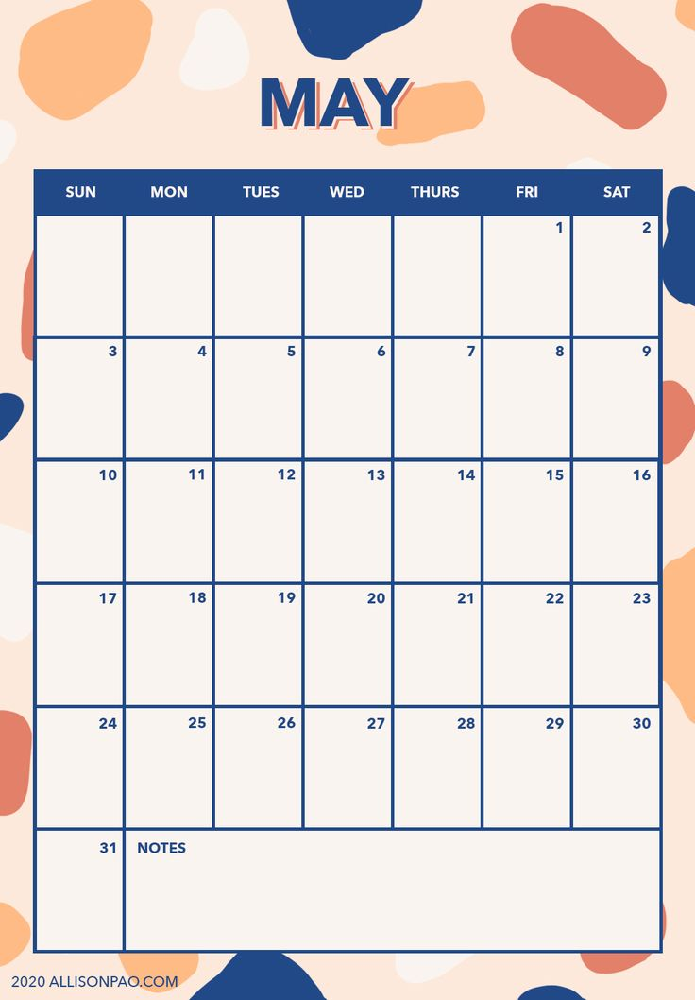 MAY
SUN MON TUES WED THURS FRI SAT
1 2
3 4 5 6 7 8 9
10 11 12 13 14 15 16
17 18 19 20 21 22 23
24 25 26 27 28 29 30
31 NOTES
2020 ALLISONPAO.COM